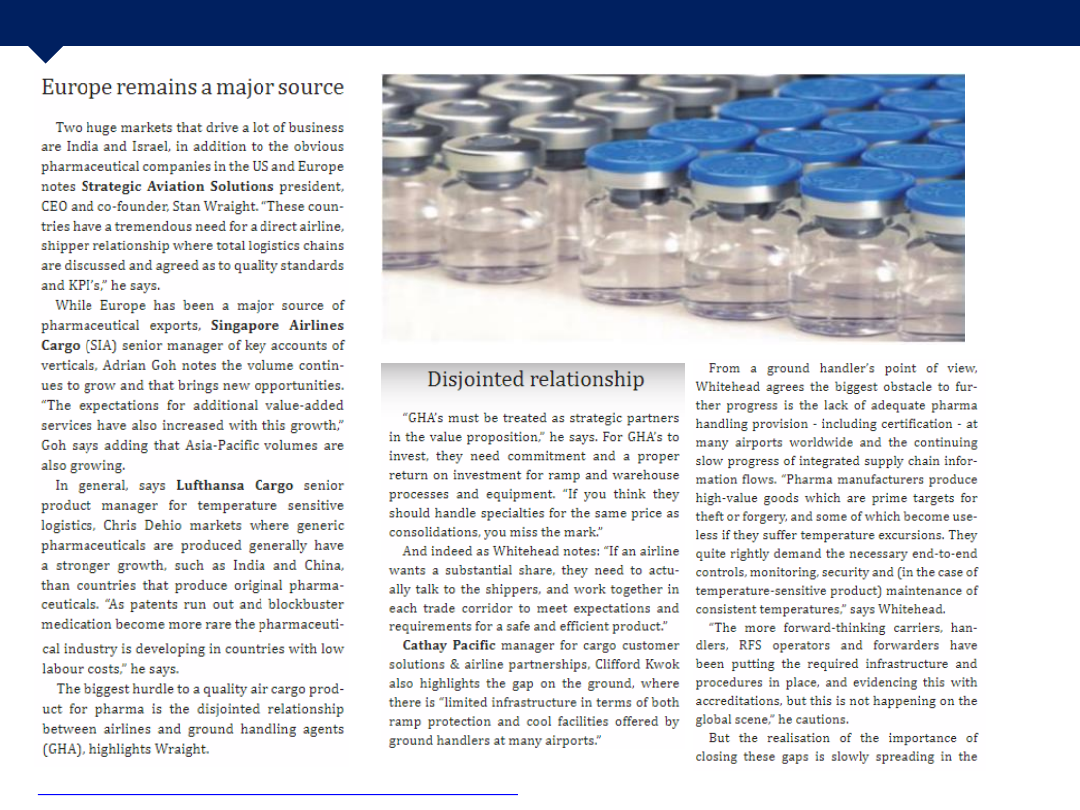 Europe remains a major source
Two huge markets that drive a lot of business
are India and Israel, in addition to the obvious
pharmaceutical companies in the US and Europe
notes Strategic Aviation Solutions president,
CEO and co-founder, Stan Wraight. "These coun-
tries have a tremendous need for a direct airline,
shipper relationship where total logistics chains
are discussed and agreed as to quality standards
and KPI's," he says.
While Europe has been a major source of
pharmaceutical exports, Singapore Airlines
Cargo (SIA) senior manager of key accounts of
verticals, Adrian Goh notes the volume contin-
ues to grow and that brings new opportunities.
"The expectations for additional value-added
services have also increased with this growth,"
Goh says adding that Asia-Pacific volumes are
also growing.
In general, says Lufthansa Cargo senior
product manager for temperature sensitive
logistics, Chris Dehio markets where generic
pharmaceuticals are produced generally have
a stronger growth, such as India and China,
than countries that produce original pharma-
ceuticals. "As patents run out and blockbuster
medication become more rare the pharmaceuti-
cal industry is developing in countries with low
labour costs," he says.
The biggest hurdle to a quality air cargo prod-
uct for pharma is the disjointed relationship
between airlines and ground handling agents
(GHA), highlights Wraight.
Disjointed relationship
"GHA's must be treated as strategic partners
in the value proposition," he says. For GHA's to
invest, they need commitment and a proper
return on investment for ramp and warehouse
processes and equipment. "If you think they
should handle specialties for the same price as
consolidations, you miss the mark."
And indeed as Whitehead notes: "If an airline
wants a substantial share, they need to actu-
ally talk to the shippers, and work together in
each trade corridor to meet expectations and
requirements for a safe and efficient product."
Cathay Pacific manager for cargo customer
solutions & airline partnerships, Clifford Kwok
also highlights the gap on the ground, where
there is "limited infrastructure in terms of both
ramp protection and cool facilities offered by
ground handlers at many airports."
From a ground handler's point of view,
Whitehead agrees the biggest obstacle to fur-
ther progress is the lack of adequate pharma
handling provision - including certification - at
many airports worldwide and the continuing
slow progress of integrated supply chain infor-
mation flows. "Pharma manufacturers produce
high-value goods which are prime targets for
theft or forgery, and some of which become use-
less if they suffer temperature excursions. They
quite rightly demand the necessary end-to-end
controls, monitoring, security and (in the case of
temperature-sensitive product) maintenance of
consistent temperatures," says Whitehead.
"The more forward-thinking carriers, han-
dlers, RFS operators and forwarders have
been putting the required infrastructure and
procedures in place, and evidencing this with
accreditations, but this is not happening on the
global scene," he cautions.
But the realisation of the importance of
closing these gaps is slowly spreading in the